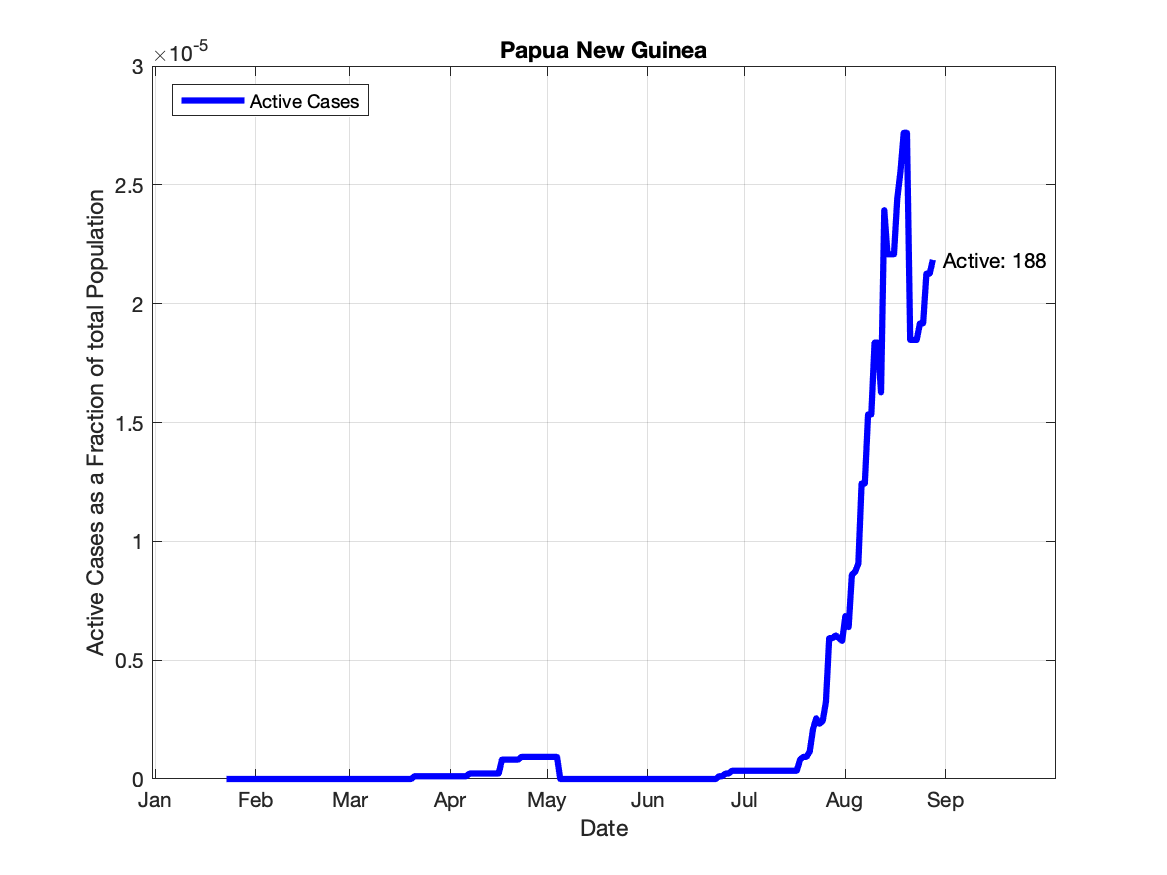 Papua New Guinea
×10-5
Active Cases
3
2.5
2
1.5
1
0.5
0
Active Cases as a Fraction of total Population
Active: 188
Jan Feb Mar Apr May Jun Jul Aug Sep
Date